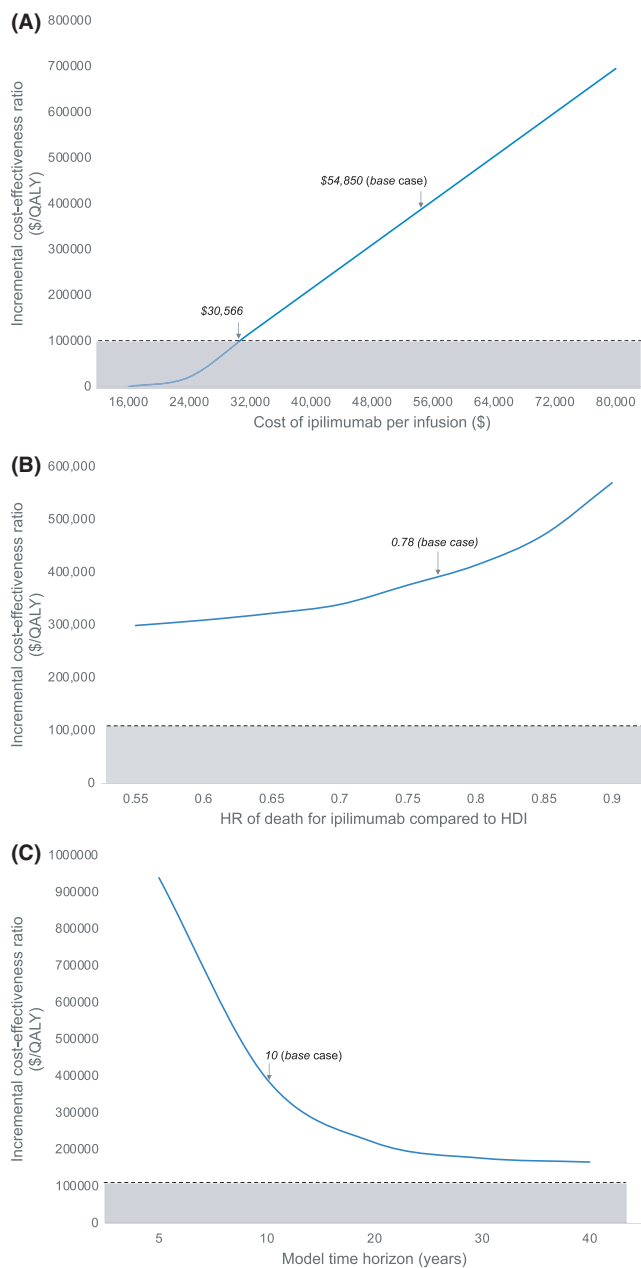 (A)
Incremental cost-effectiveness ratio
($/QALY)
800000
700000
600000
500000
400000
300000
200000
100000
0
$54,850 (base case)
$30,566
16,000 24,000 32,000 40,000 48,000 56,000 64,000 72,000 80,000
Cost of ipilimumab per infusion ($)
(B)
Incremental cost-effectiveness ratio
($/QALY)
600,000
500,000
400,000
300,000
200,000
100,000
0
0.78 (base case)
0.55 0.6 0.65 0.7 0.75 0.8 0.85 0.9
HR of death for ipilimumab compared to HDI
(C)
Incremental cost-effectiveness ratio
($/QALY)
1000000
900000
800000
700000
600000
500000
400000
300000
200000
100000
0
10 (base case)
5 10 20 30 40
Model time horizon (years)